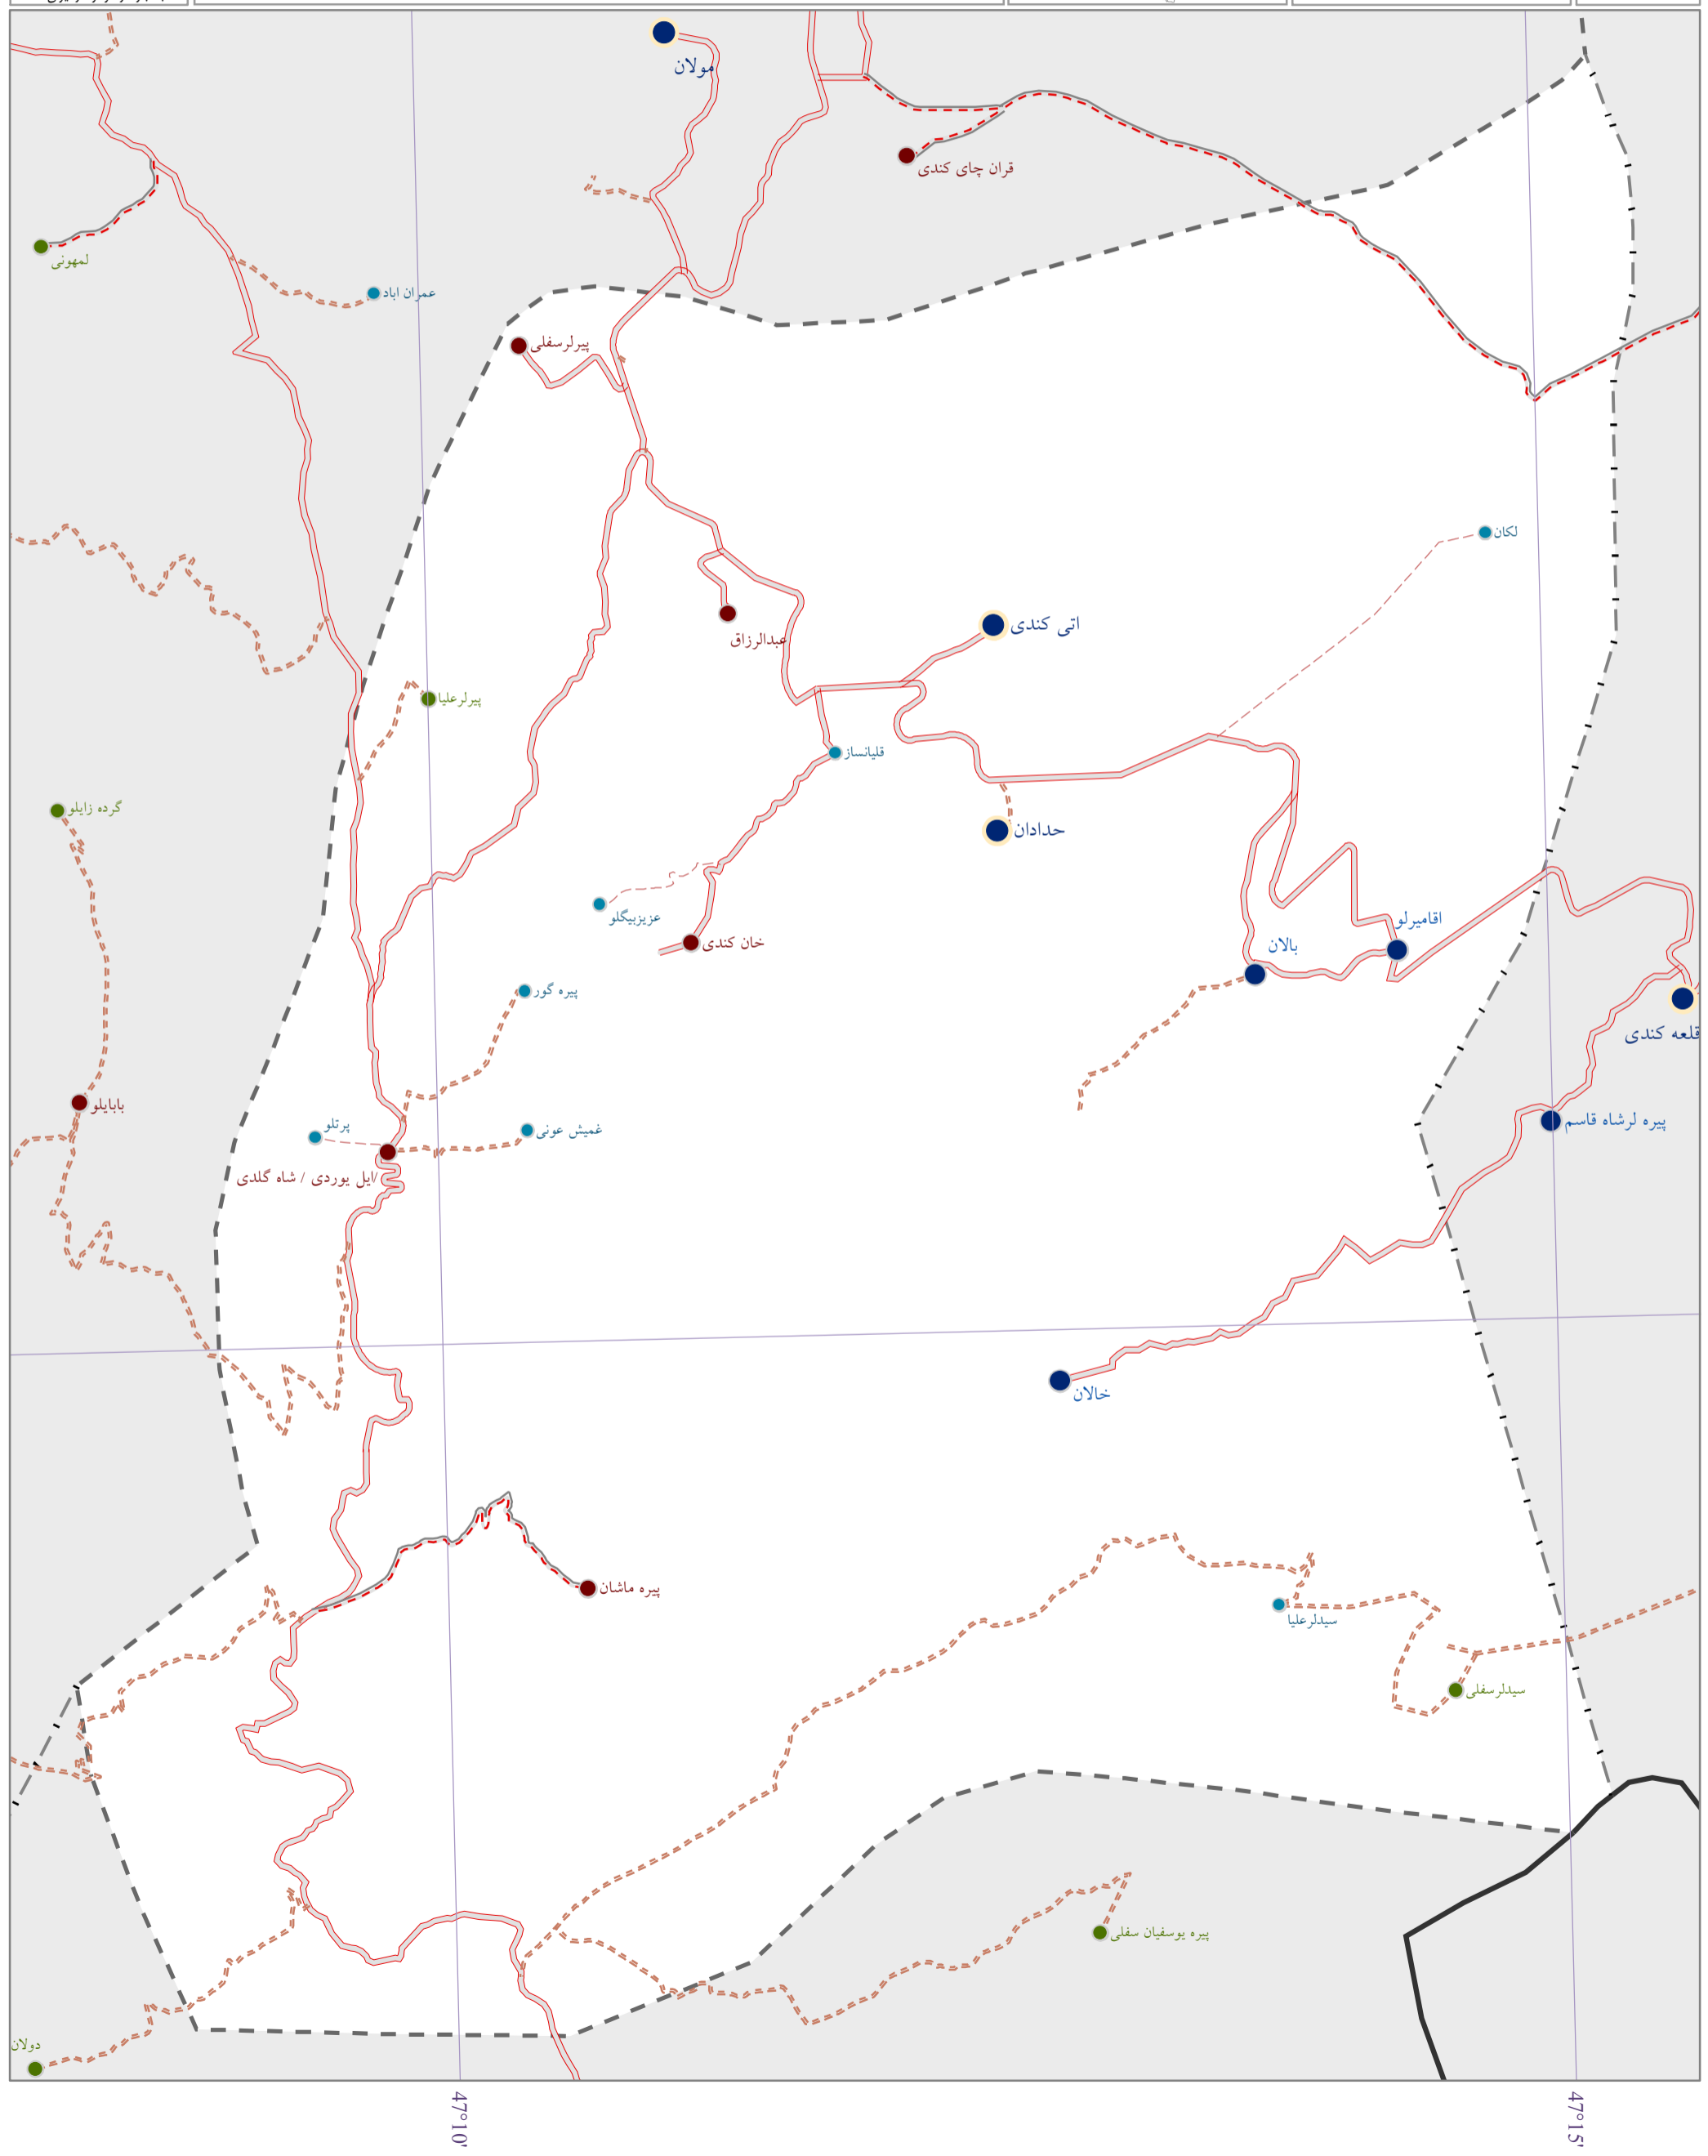 مولان
قران چای کندی
لمهونی
عمران اباد
پیرلرسفلی
لکان
اتی کندی
عبدالرزاق
پیرلرعلیا
قلیانساز
گرده زایلو
حدادان
عزیزبیگلو
اقامیرلو
خان کندی
بالان
پیره گور
قلعه کندی
بابایلو
پرتلو
غمیش عونی
پیره لرشاه قاسم
ایل یوردی / شاه گلدی/
خالان
پیره ماشان
سیدلرعلیا
سیدلرسفلی
پیره یوسفیان سفلی
دولان
47°10'
47°15'